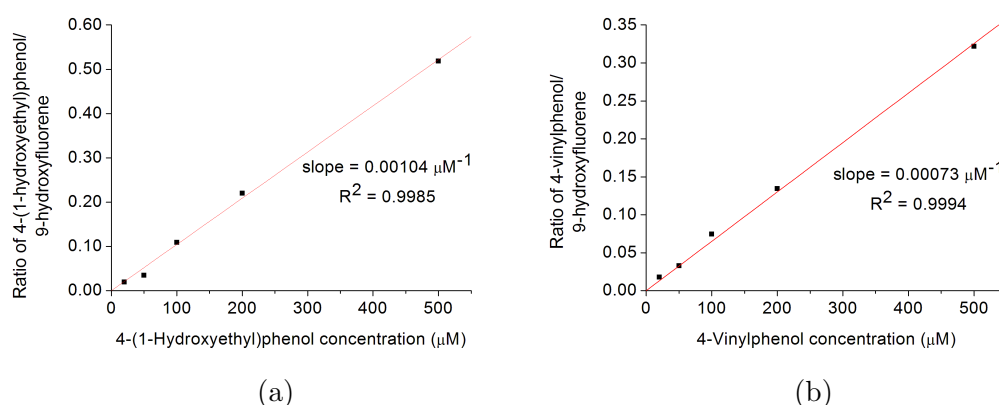 Ratio of 4-(1-hydroxyethyl)phenol/
9-hydroxyfluorene
0.60
0.50
0.40
0.30
0.20
0.10
0.00
slope = 0.00104 μM⁻¹
R² = 0.9985
0 100 200 300 400 500
4-(1-Hydroxyethyl)phenol concentration (μM)
(a)
Ratio of 4-vinylphenol/
9-hydroxyfluorene
0.35
0.30
0.25
0.20
0.15
0.10
0.05
0.00
slope = 0.00073 μM⁻¹
R² = 0.9994
0 100 200 300 400 500
4-Vinylphenol concentration (μM)
(b)